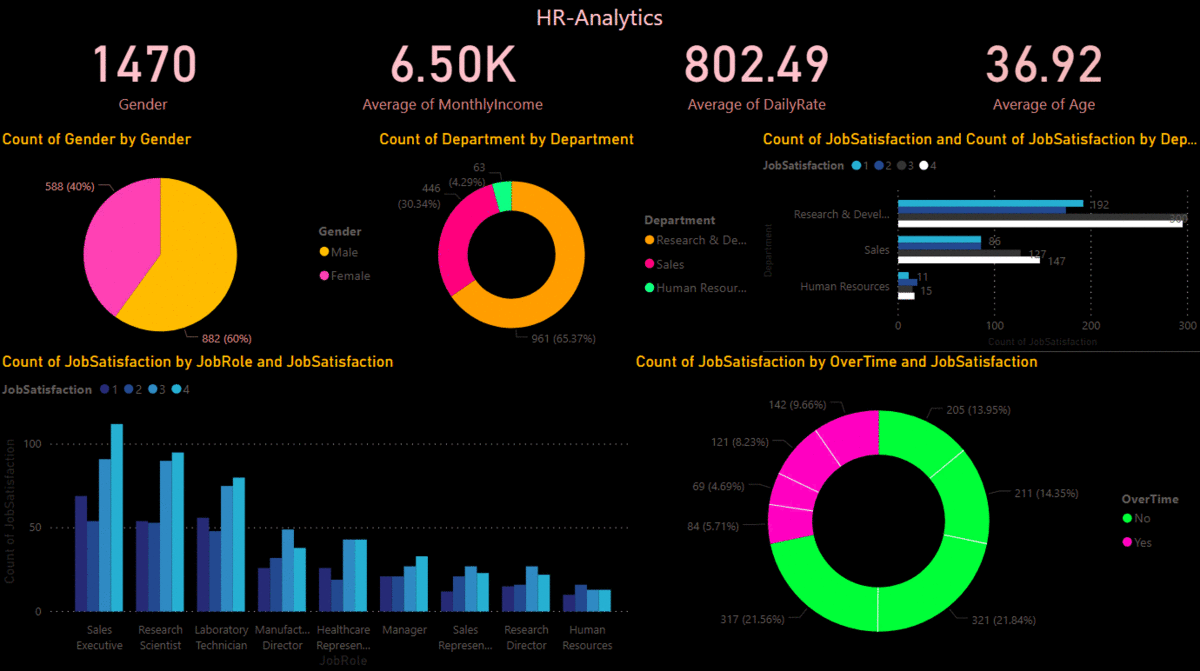 HR-Analytics
1470
Gender
6.50K
Average of MonthlyIncome
802.49
Average of DailyRate
36.92
Average of Age
Count of Gender by Gender
588 (40%)
882 (60%)
Gender
Male
Female
Count of Department by Department
63
(4.29%)
446
(30.34%)
961 (65.37%)
Department
Research & De...
Sales
Human Resour...
Count of JobSatisfaction and Count of JobSatisfaction by Dep...
JobSatisfaction 1 2 3 4
Department
Research & Devel...
192
Sales
86
127
147
Human Resources
11
15
0 100 200 300
Count of JobSatisfaction
Count of JobSatisfaction by JobRole and JobSatisfaction
JobSatisfaction 1 2 3 4
Count of JobSatisfaction
100
50
0
Sales Executive
Research Scientist
Laboratory Technician
Manufact... Director
Healthcare Represen...
Manager
Sales Represen...
Research Director
Human Resources
JobRole
Count of JobSatisfaction by OverTime and JobSatisfaction
142 (9.66%)
205 (13.95%)
121 (8.23%)
69 (4.69%)
211 (14.35%)
84 (5.71%)
317 (21.56%)
321 (21.84%)
OverTime
No
Yes